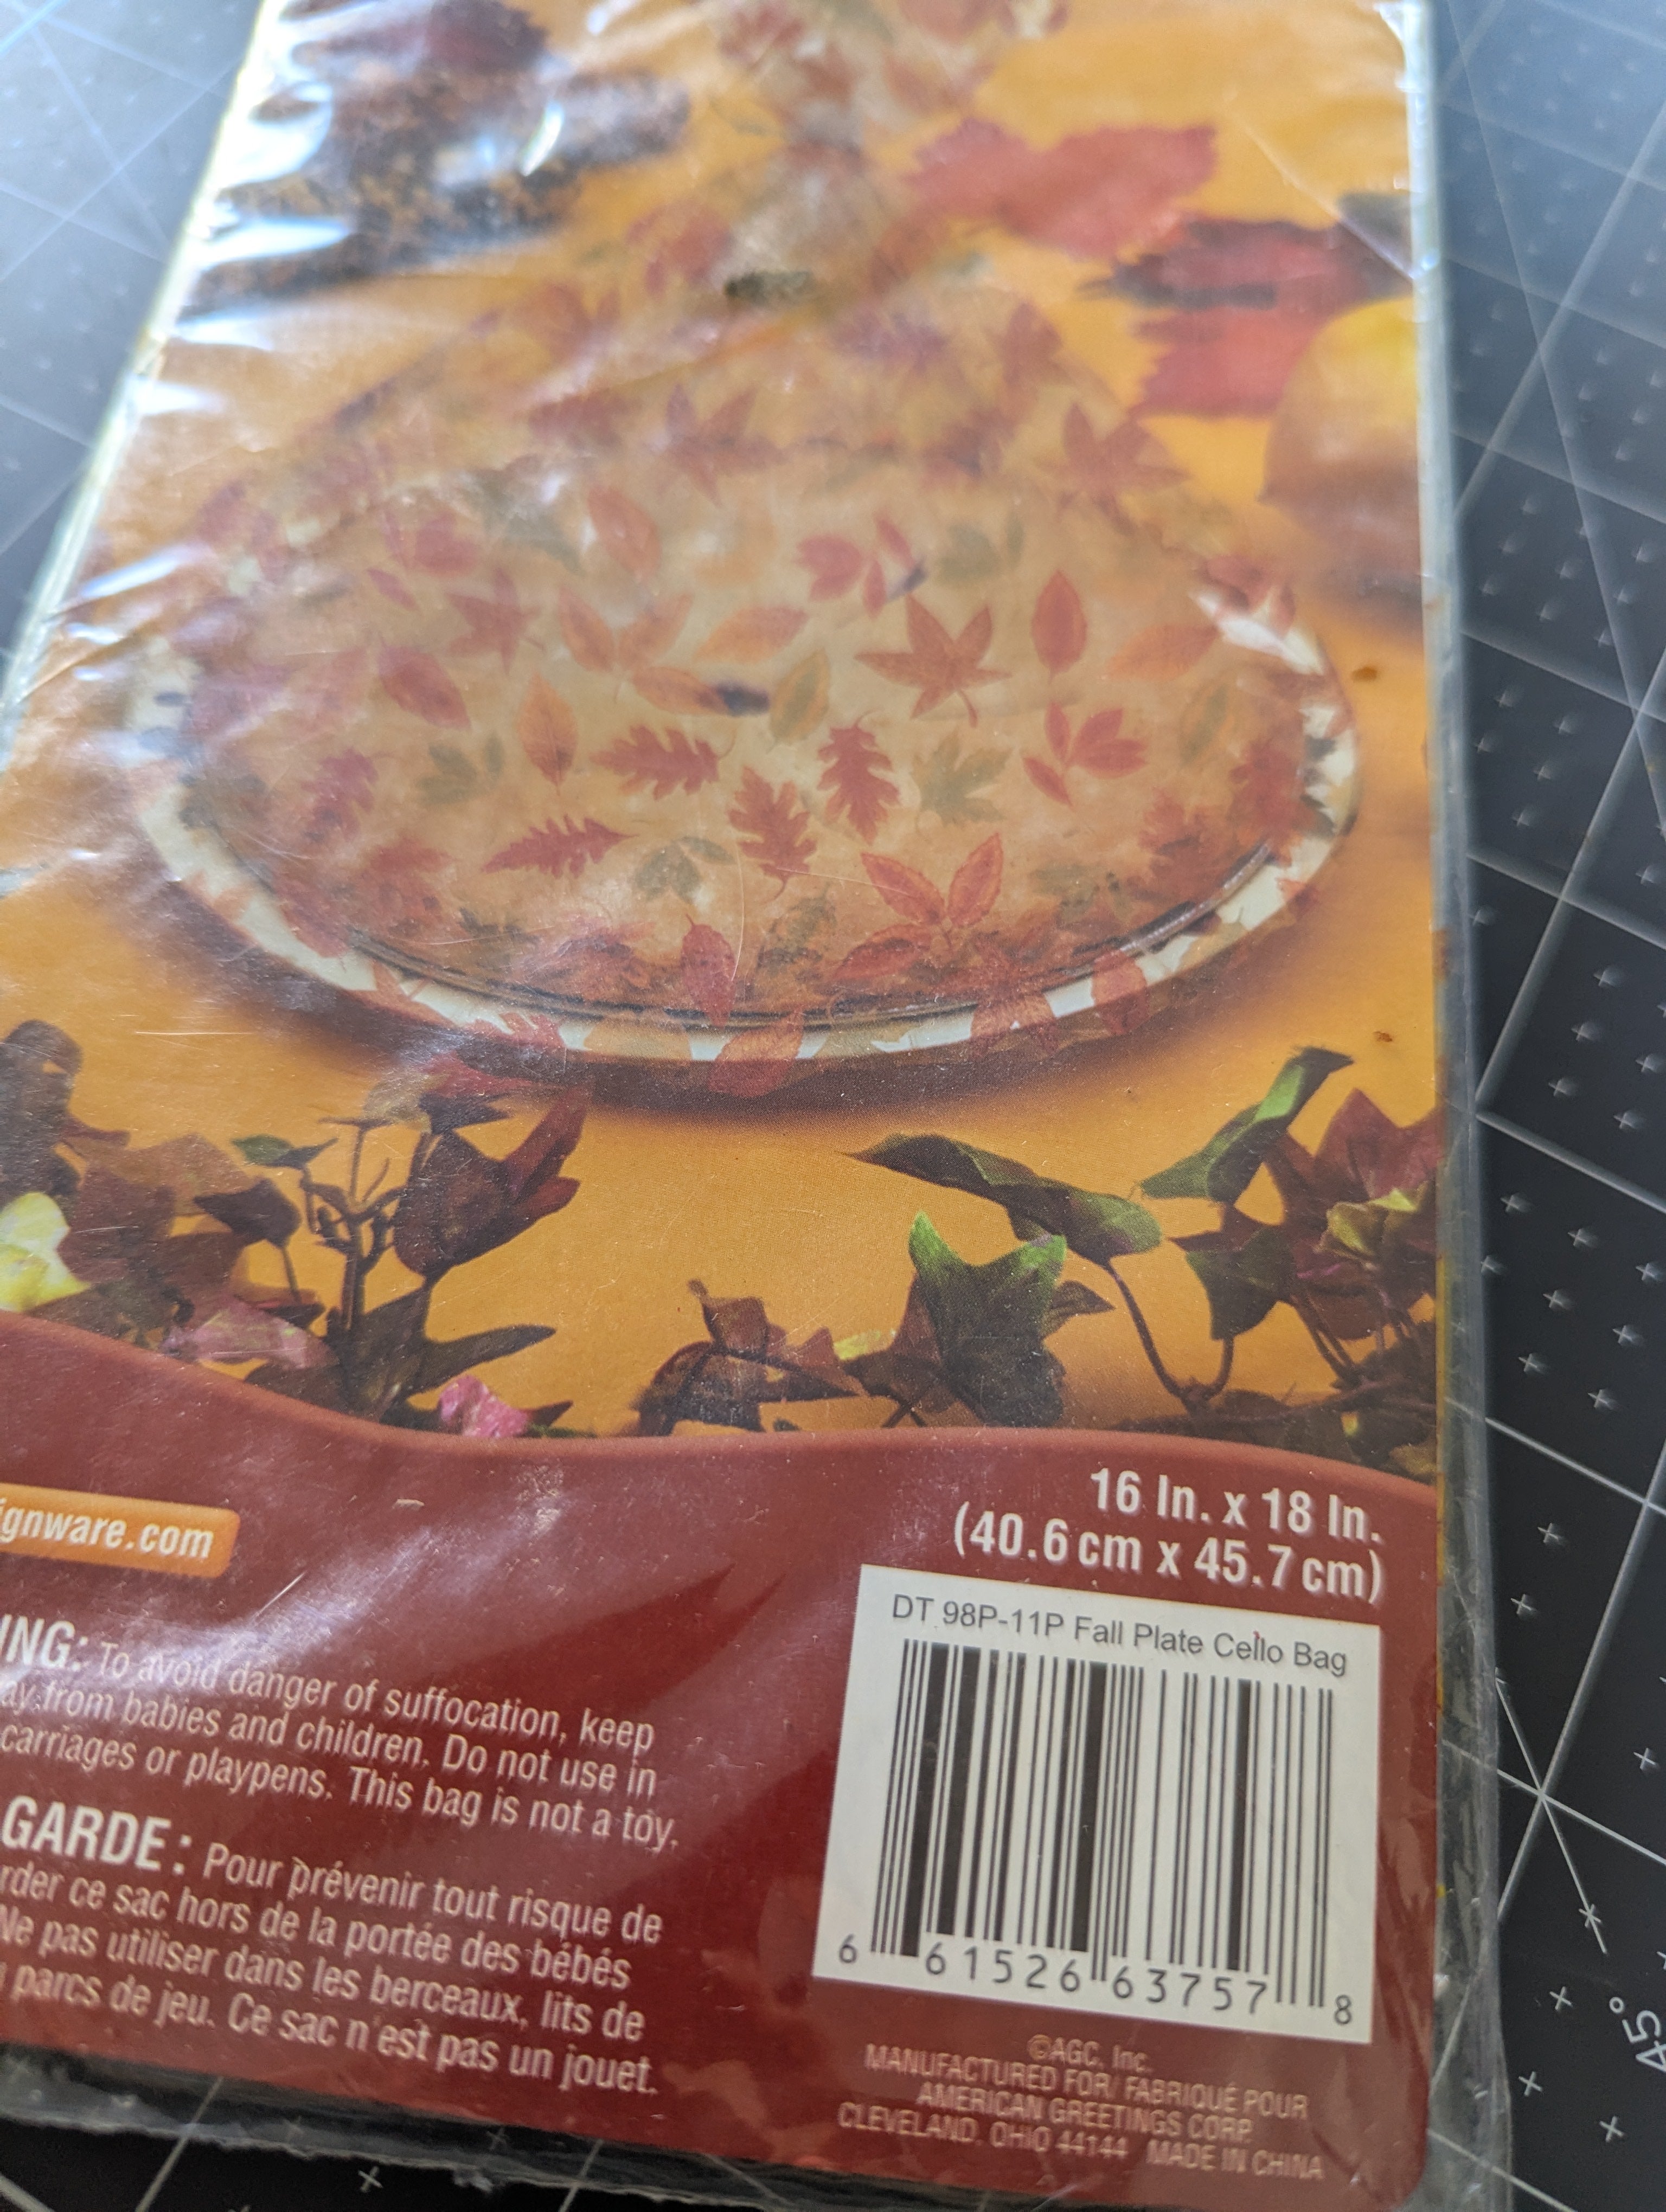 ignware.com
16 In. x 18 In.
(40.6 cm x 45.7 cm)
DT 98P-11P Fall Plate Cello Bag
6 61526 63757 8
ING: To avoid danger of suffocation, keep
ay from babies and children. Do not use in
carriages or playpens. This bag is not a toy.
GARDE : Pour prévenir tout risque de
rder ce sac hors de la portée des bébés
Ne pas utiliser dans les berceaux, lits de
parcs de jeu. Ce sac n'est pas un jouet.
©AGC, Inc.
MANUFACTURED FOR/ FABRIQUÉ POUR
AMERICAN GREETINGS CORP.
CLEVELAND, OHIO 44144 MADE IN CHINA
45°